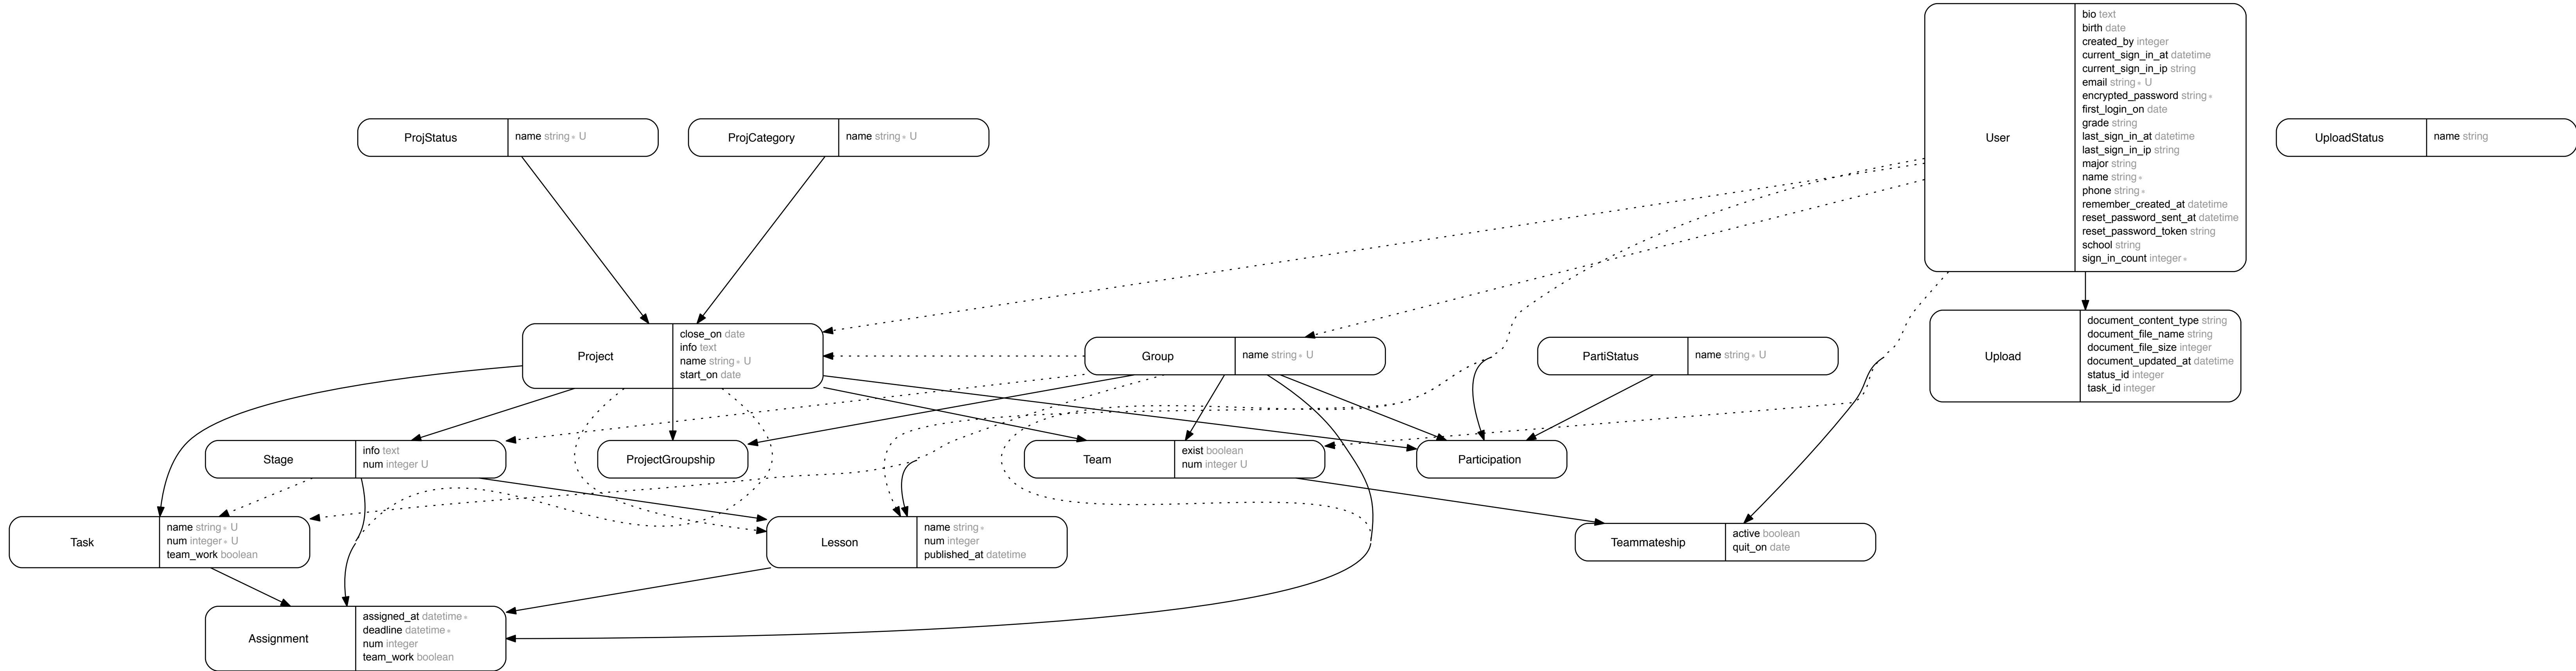 User
bio text
birth date
created_by integer
current_sign_in_at datetime
current_sign_in_ip string
email string∗ U
encrypted_password string∗
first_login_on date
grade string
last_sign_in_at datetime
last_sign_in_ip string
major string
name string∗
phone string∗
remember_created_at datetime
reset_password_sent_at datetime
reset_password_token string
school string
sign_in_count integer∗
ProjStatus
name string∗ U
ProjCategory
name string∗ U
UploadStatus
name string
Project
close_on date
info text
name string∗ U
start_on date
Group
name string∗ U
PartiStatus
name string∗ U
Upload
document_content_type string
document_file_name string
document_file_size integer
document_updated_at datetime
status_id integer
task_id integer
Stage
info text
num integer U
ProjectGroupship
Team
exist boolean
num integer U
Participation
Task
name string∗ U
num integer∗ U
team_work boolean
Lesson
name string∗
num integer
published_at datetime
Teammateship
active boolean
quit_on date
Assignment
assigned_at datetime∗
deadline datetime∗
num integer
team_work boolean